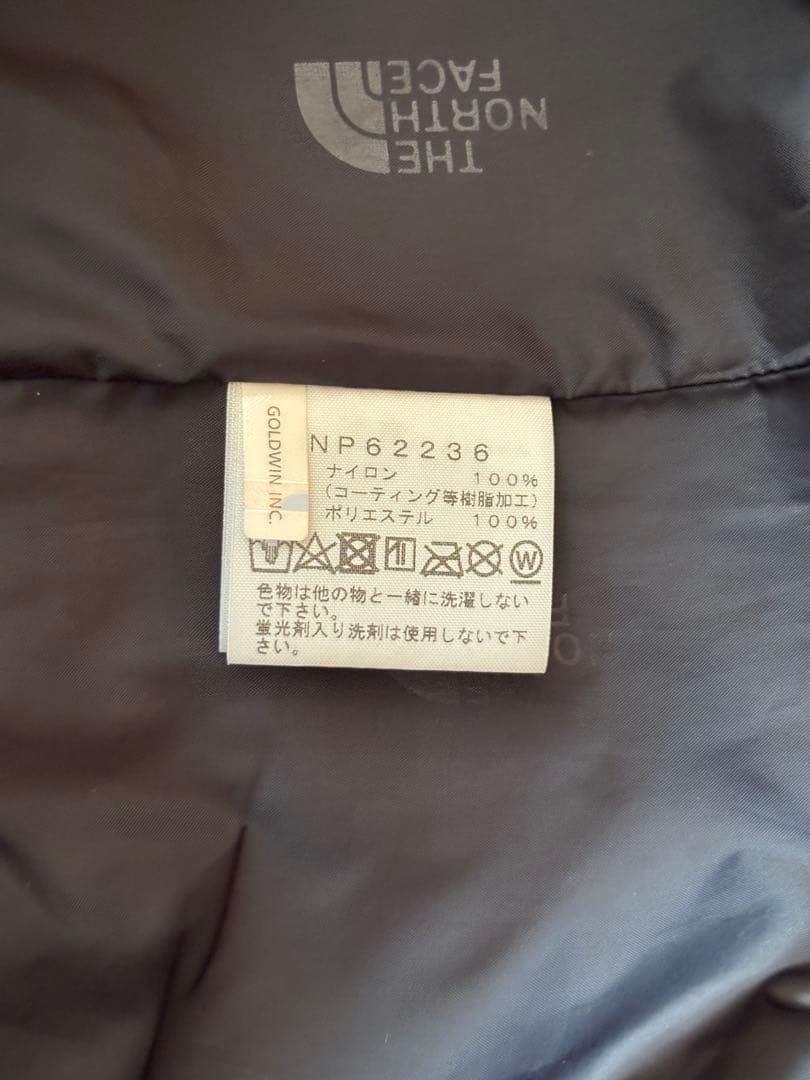 THE
NORTH
FACE
GOLDWIN INC.
NP62236
ナイロン 100%
(コーティング等樹脂加工)
ポリエステル 100%
W
色物は他の物と一緒に洗濯しない
で下さい。
蛍光剤入り洗剤は使用しないで下
さい。